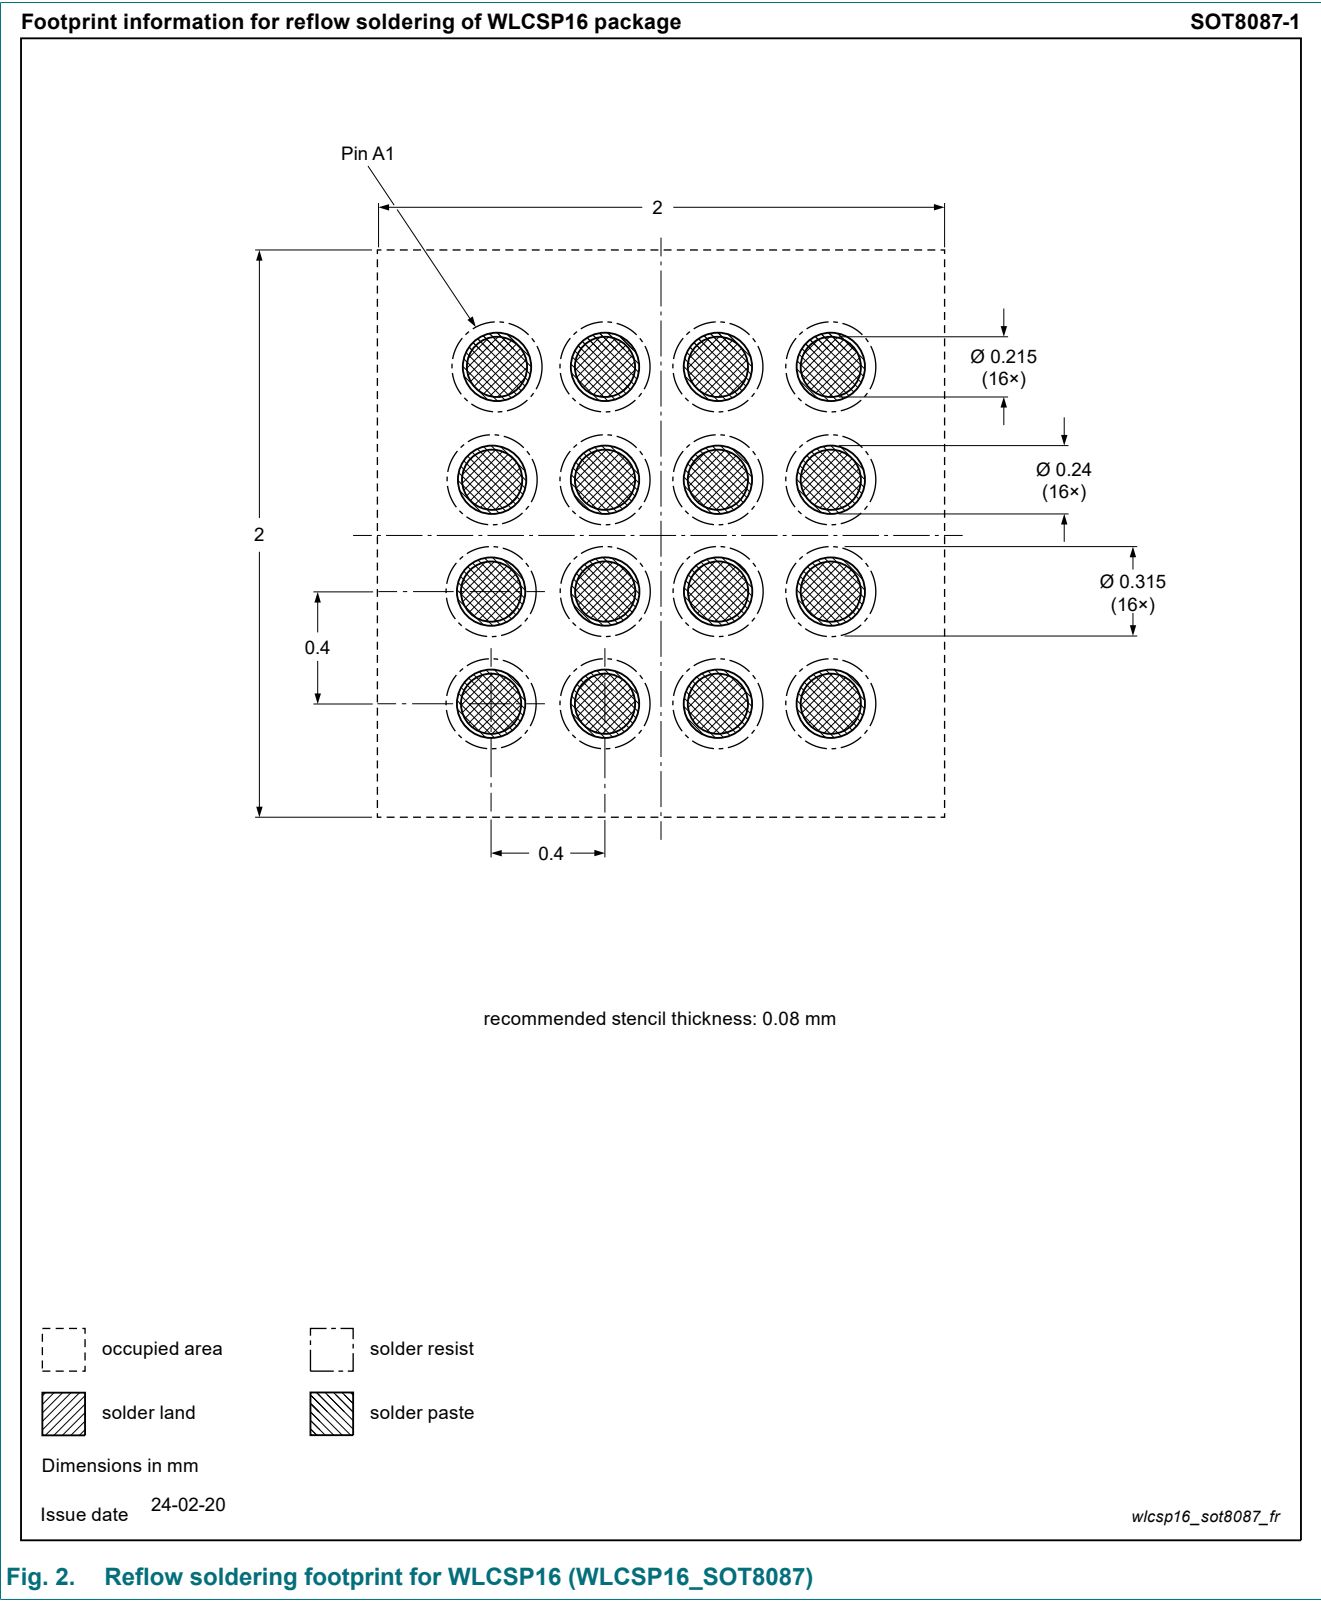 Footprint information for reflow soldering of WLCSP16 package SOT8087-1
Pin A1
2
Ø 0.215
(16×)
Ø 0.24
(16×)
2
Ø 0.315
(16×)
0.4
0.4
recommended stencil thickness: 0.08 mm
occupied area
solder resist
solder land
solder paste
Dimensions in mm
Issue date 24-02-20
wlcsp16_sot8087_fr
Fig. 2. Reflow soldering footprint for WLCSP16 (WLCSP16_SOT8087)